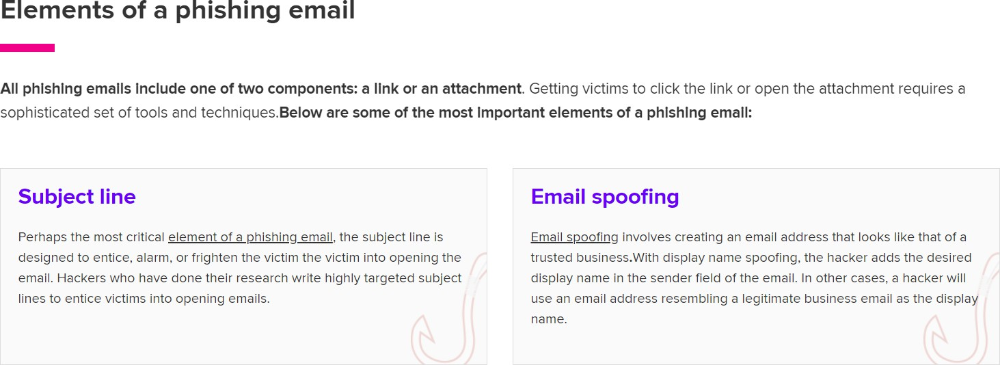 Elements of a phishing email
All phishing emails include one of two components: a link or an attachment. Getting victims to click the link or open the attachment requires a
sophisticated set of tools and techniques.Below are some of the most important elements of a phishing email:
Subject line
Perhaps the most critical element of a phishing email, the subject line is
designed to entice, alarm, or frighten the victim the victim into opening the
email. Hackers who have done their research write highly targeted subject
lines to entice victims into opening emails.
Email spoofing
Email spoofing involves creating an email address that looks like that of a
trusted business.With display name spoofing, the hacker adds the desired
display name in the sender field of the email. In other cases, a hacker will
use an email address resembling a legitimate business email as the display
name.